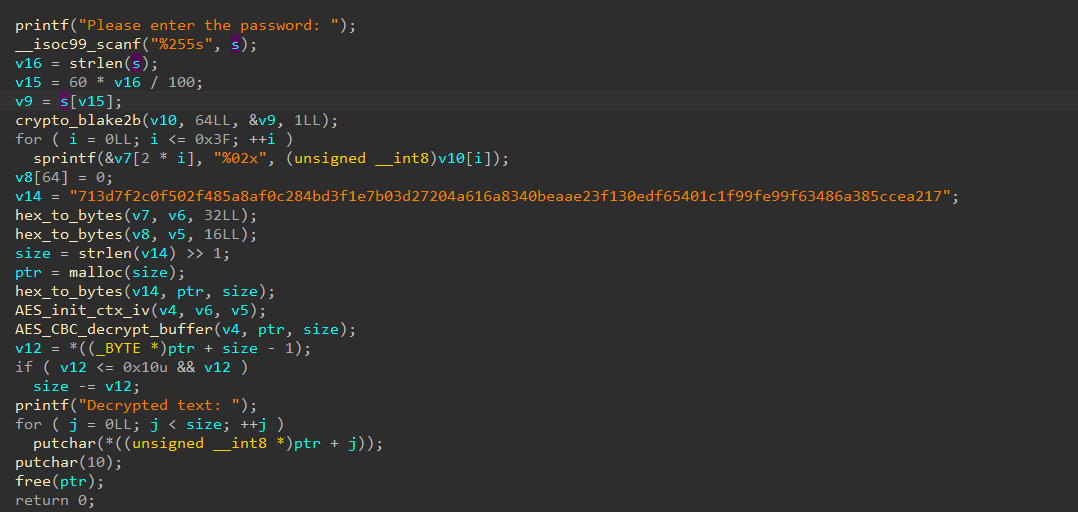 printf("Please enter the password: ");
__isoc99_scanf("%255s", s);
v16 = strlen(s);
v15 = 60 * v16 / 100;
v9 = s[v15];
crypto_blake2b(v10, 64LL, &v9, 1LL);
for ( i = 0LL; i <= 0x3F; ++i )
sprintf(&v7[2 * i], "%02x", (unsigned __int8)v10[i]);
v8[64] = 0;
v14 = "713d7f2c0f502f485a8af0c284bd3f1e7b03d27204a616a8340beaae23f130edf65401c1f99fe99f63486a385ccea217";
hex_to_bytes(v7, v6, 32LL);
hex_to_bytes(v8, v5, 16LL);
size = strlen(v14) >> 1;
ptr = malloc(size);
hex_to_bytes(v14, ptr, size);
AES_init_ctx_iv(v4, v6, v5);
AES_CBC_decrypt_buffer(v4, ptr, size);
v12 = *((_BYTE *)ptr + size - 1);
if ( v12 <= 0x10u && v12 )
size -= v12;
printf("Decrypted text: ");
for ( j = 0LL; j < size; ++j )
putchar(*((unsigned __int8 *)ptr + j));
putchar(10);
free(ptr);
return 0;